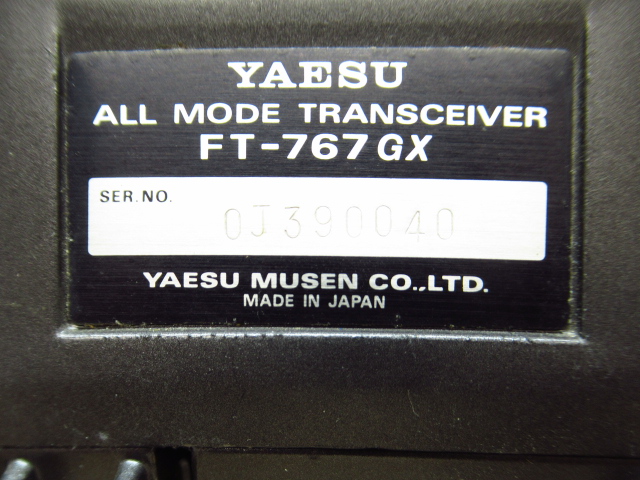 YAESU
ALL MODE TRANSCEIVER
FT-767GX
SER.NO.
0J390040
YAESU MUSEN CO.,LTD.
MADE IN JAPAN